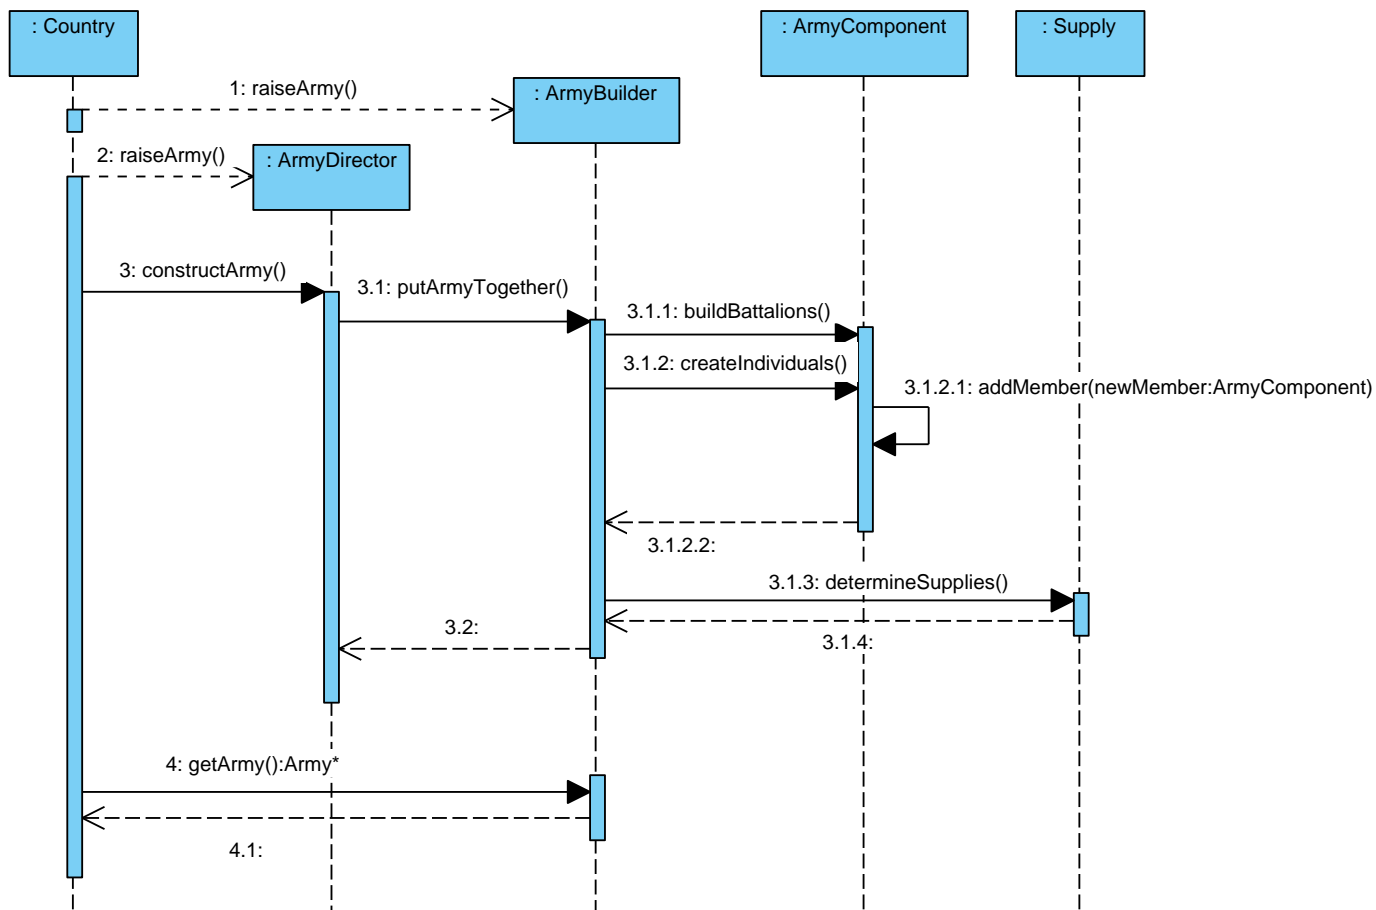 : Country
: ArmyComponent
: Supply
1: raiseArmy()
: ArmyBuilder
2: raiseArmy()
: ArmyDirector
3: constructArmy()
3.1: putArmyTogether()
3.1.1: buildBattalions()
3.1.2: createIndividuals()
3.1.2.1: addMember(newMember:ArmyComponent)
3.1.2.2:
3.1.3: determineSupplies()
3.2:
3.1.4:
4: getArmy():Army*
4.1: